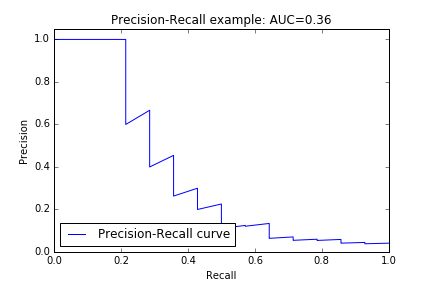 Precision-Recall example: AUC=0.36
1.0
0.8
0.6
0.4
0.2
0.0
Precision
Precision-Recall curve
0.0 0.2 0.4 0.6 0.8 1.0
Recall